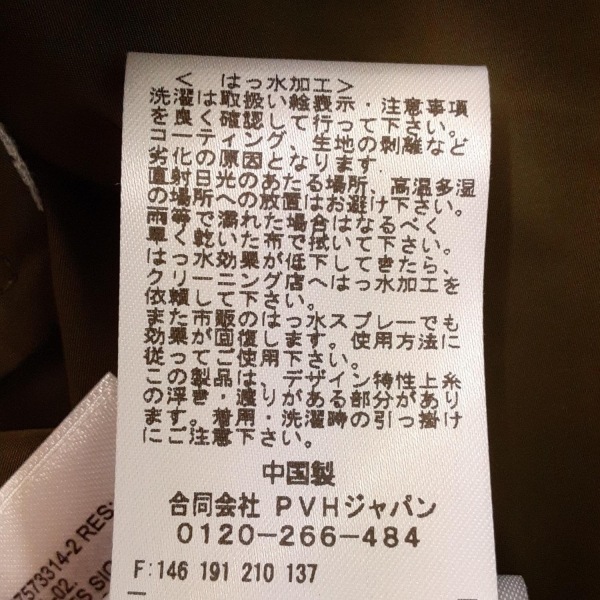 ＜　はっ水加工＞
洗濯は取扱い絵表示・注意事項
を良く確認して行って下さい。
コーティング、生地の剥離など
劣化の原因となります.
直射日光のあたる場所、高温多湿
の場所への放置はお避け下さい。
雨等で濡れた場合はなるべく
早く乾いた布で拭いて下さい。
はっ水効果が低下してきたら、
クリーニング店へはっ水加工を
依頼して下さい。
また市販のはっ水スプレーでも
効果が回復します。使用方法に
従ってご使用下さい。
この製品は、デザイン特性上糸
の浮き・遊りがある部分があり
ます。着用・洗濯時の引っ掛け
にご注意下さい。
中国製
合同会社 PVHジャパン
0120-266-484
F:146 191 210 137
7573314-2 RES:
-02.